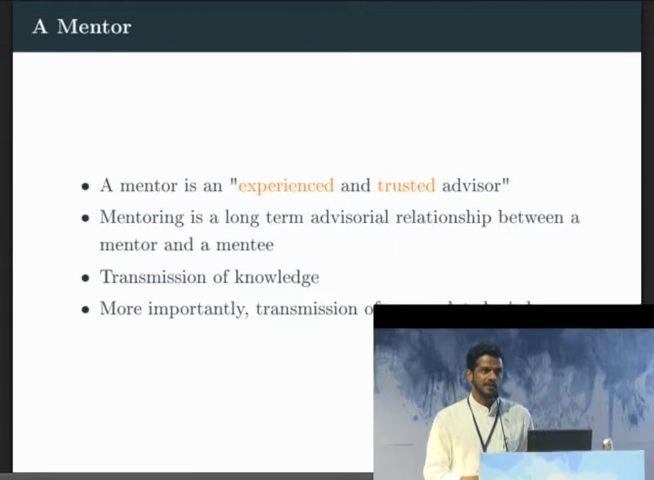 A Mentor
• A mentor is an "experienced and trusted advisor"
• Mentoring is a long term advisorial relationship between a
mentor and a mentee
• Transmission of knowledge
• More importantly, transmission